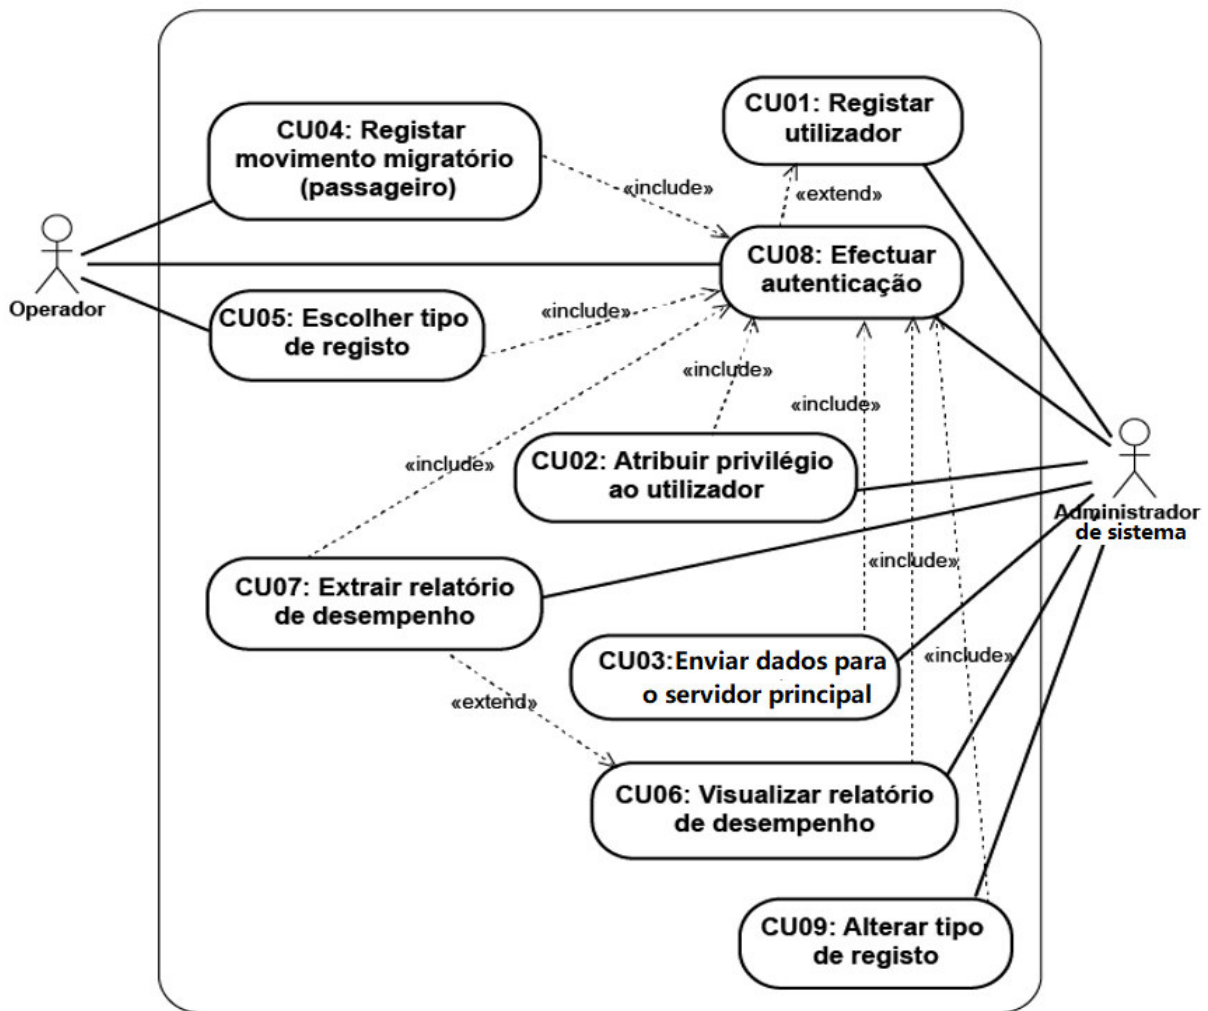 CU01: Registar
utilizador
CU04: Registar
movimento migratório
(passageiro)
«include»
«extend»
Operador
CU08: Efectuar
autenticação
CU05: Escolher tipo
de registo
«include»
«include»
«include»
«include»
CU02: Atribuir privilégio
ao utilizador
Administrador
de sistema
CU07: Extrair relatório
de desempenho
«include»
CU03:Enviar dados para
o servidor principal
«include»
«extend»
CU06: Visualizar relatório
de desempenho
CU09: Alterar tipo
de registo